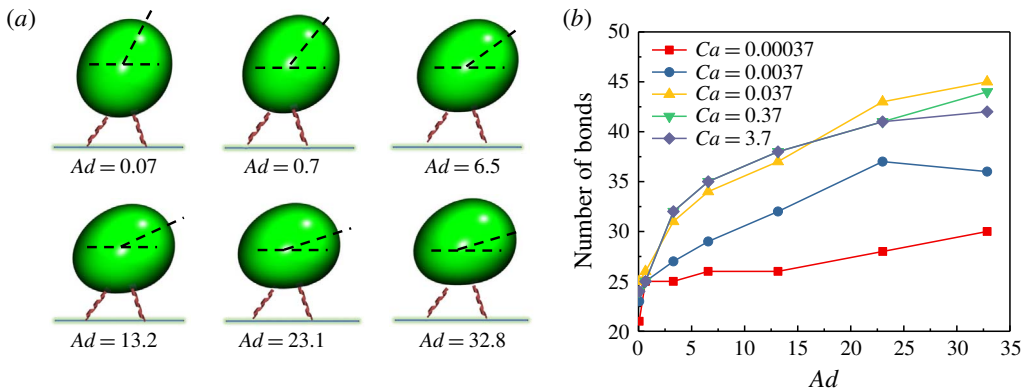 (a)
Ad = 0.07
Ad = 0.7
Ad = 6.5
Ad = 13.2
Ad = 23.1
Ad = 32.8
(b)
50
45
40
35
30
25
20
Number of bonds
Ca = 0.00037
Ca = 0.0037
Ca = 0.037
Ca = 0.37
Ca = 3.7
0 5 10 15 20 25 30 35
Ad